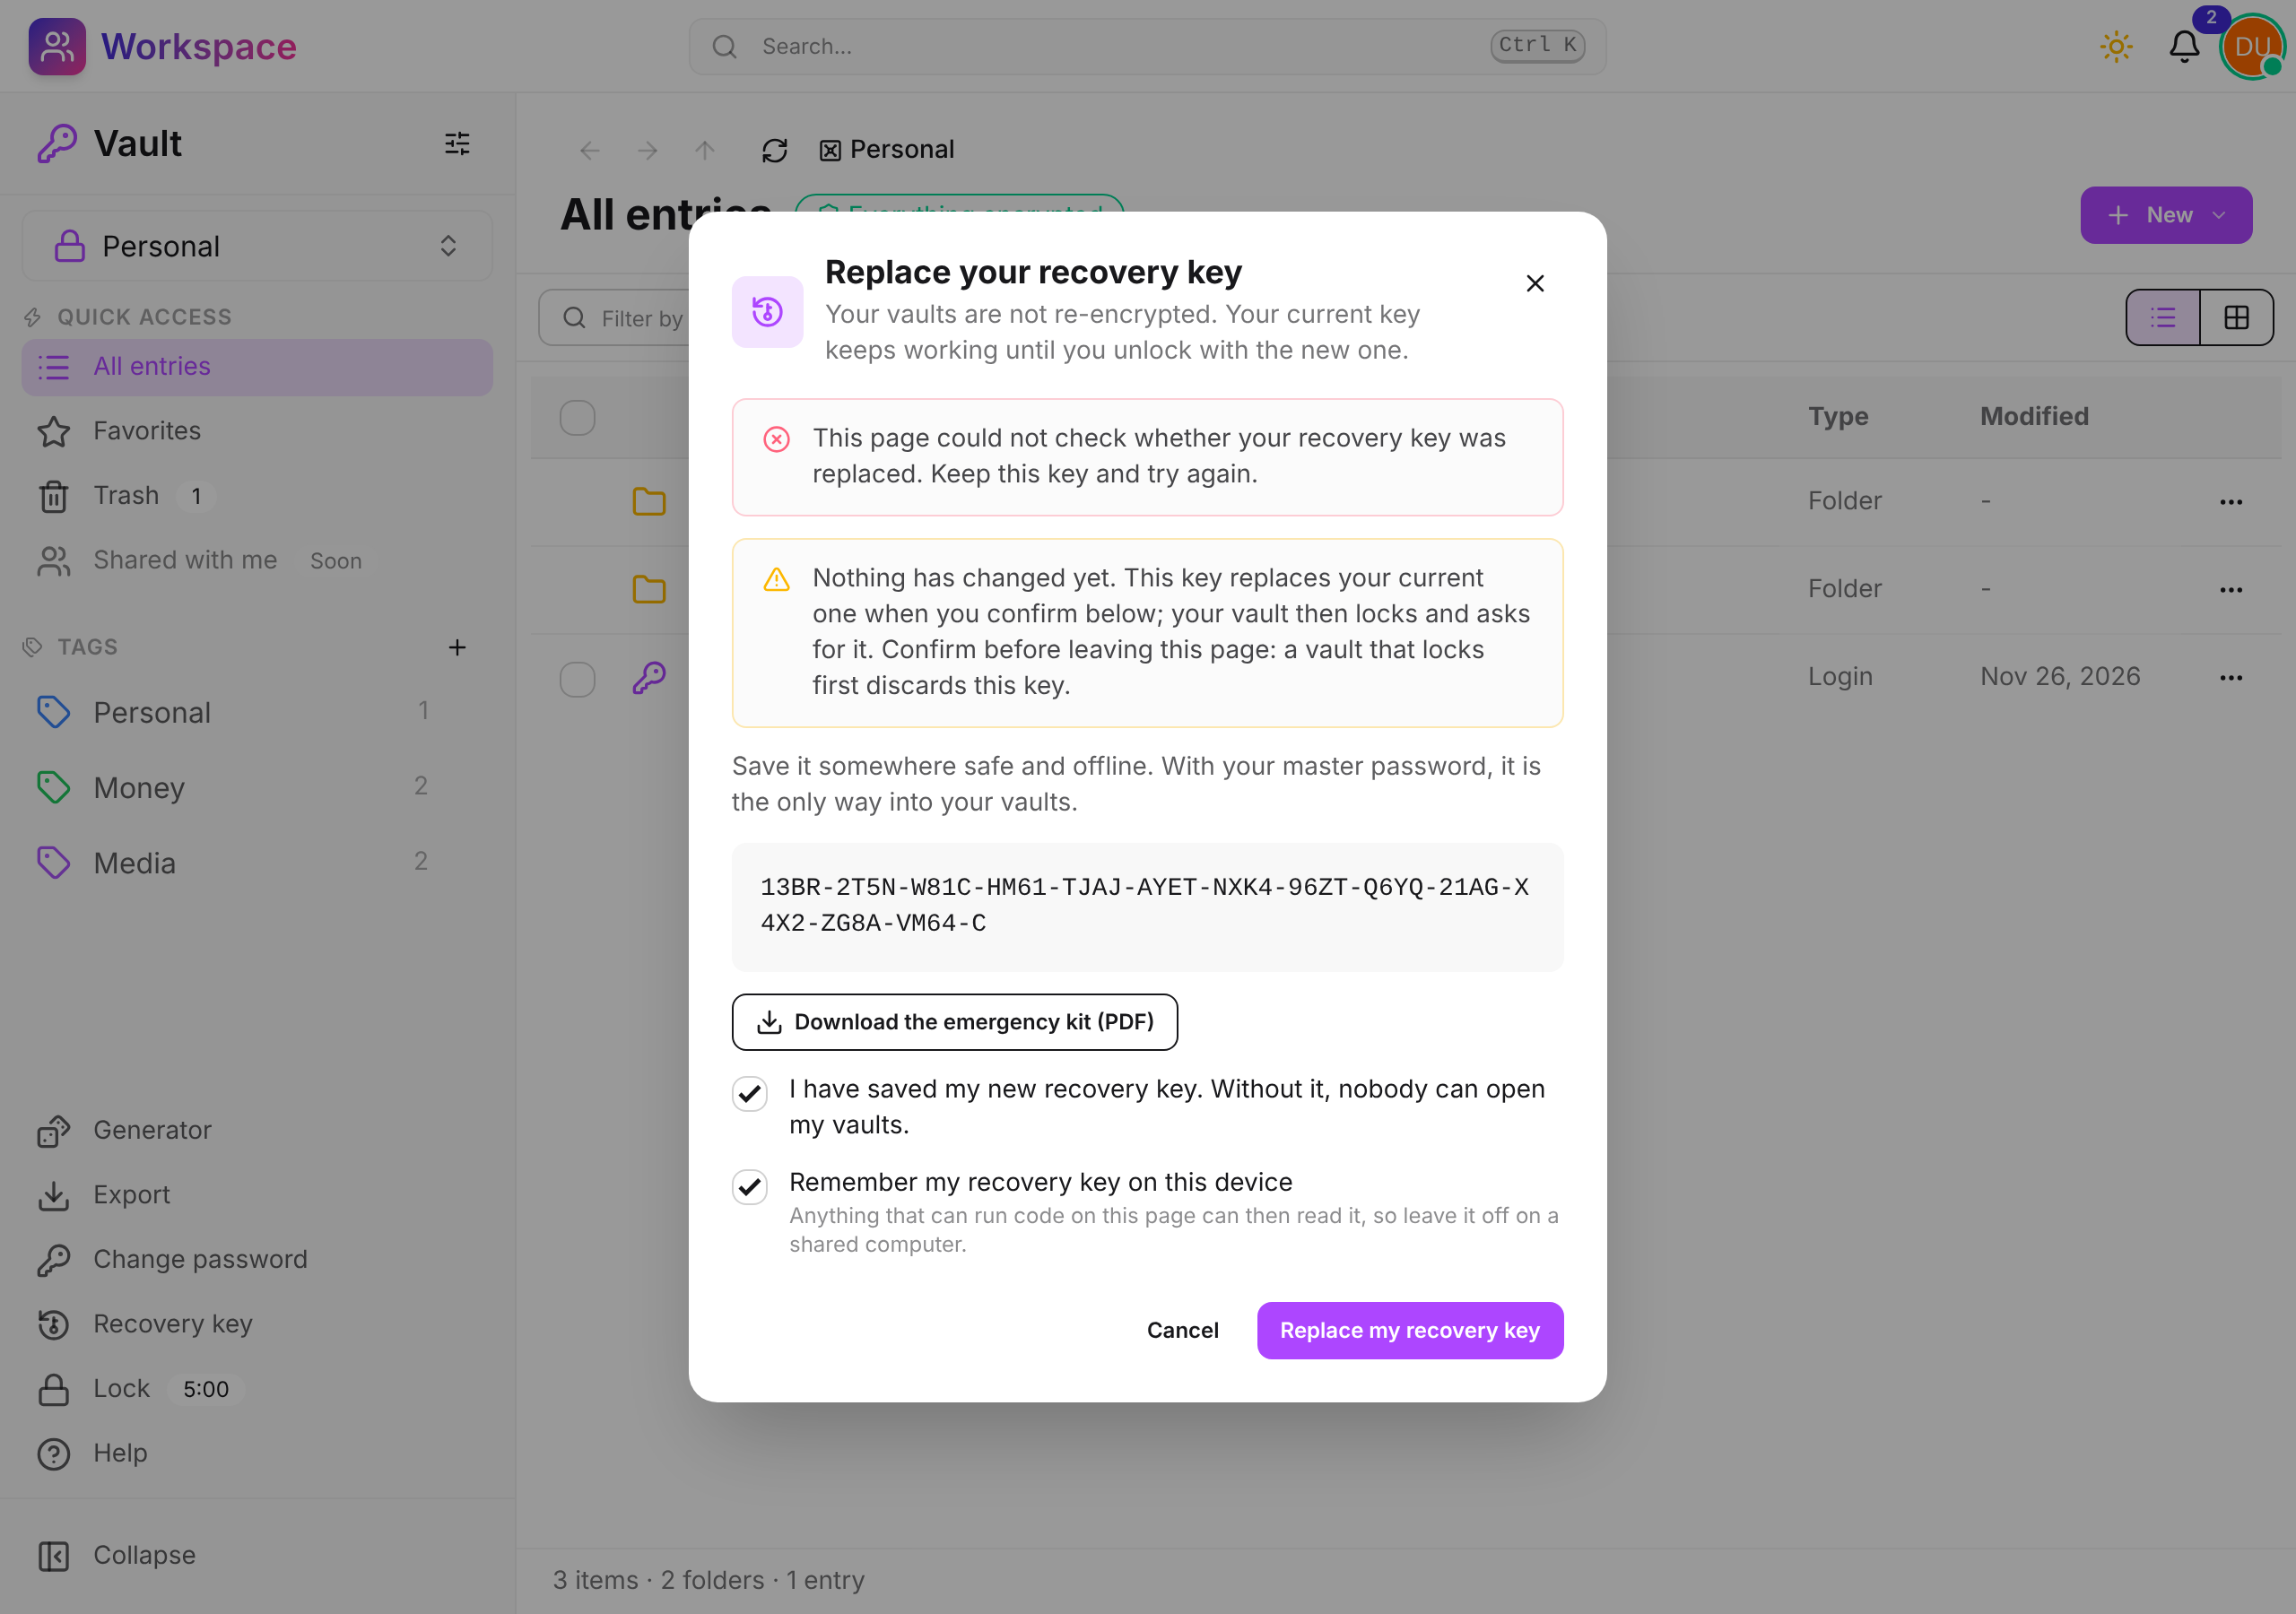 Workspace
Search...
Ctrl K
2
DU
Vault
Personal
QUICK ACCESS
All entries
Favorites
Trash 1
Shared with me Soon
TAGS
Personal 1
Money 2
Media 2
Generator
Export
Change password
Recovery key
Lock 5:00
Help
Collapse
Personal
All entries
Everything encrypted
New
Filter by
Type Modified
Folder -
Folder -
Login Nov 26, 2026
3 items · 2 folders · 1 entry
Replace your recovery key
Your vaults are not re-encrypted. Your current key
keeps working until you unlock with the new one.
This page could not check whether your recovery key was
replaced. Keep this key and try again.
Nothing has changed yet. This key replaces your current
one when you confirm below; your vault then locks and asks
for it. Confirm before leaving this page: a vault that locks
first discards this key.
Save it somewhere safe and offline. With your master password, it is
the only way into your vaults.
13BR-2T5N-W81C-HM61-TJAJ-AYET-NXK4-96ZT-Q6YQ-21AG-X
4X2-ZG8A-VM64-C
Download the emergency kit (PDF)
I have saved my new recovery key. Without it, nobody can open
my vaults.
Remember my recovery key on this device
Anything that can run code on this page can then read it, so leave it off on a
shared computer.
Cancel
Replace my recovery key